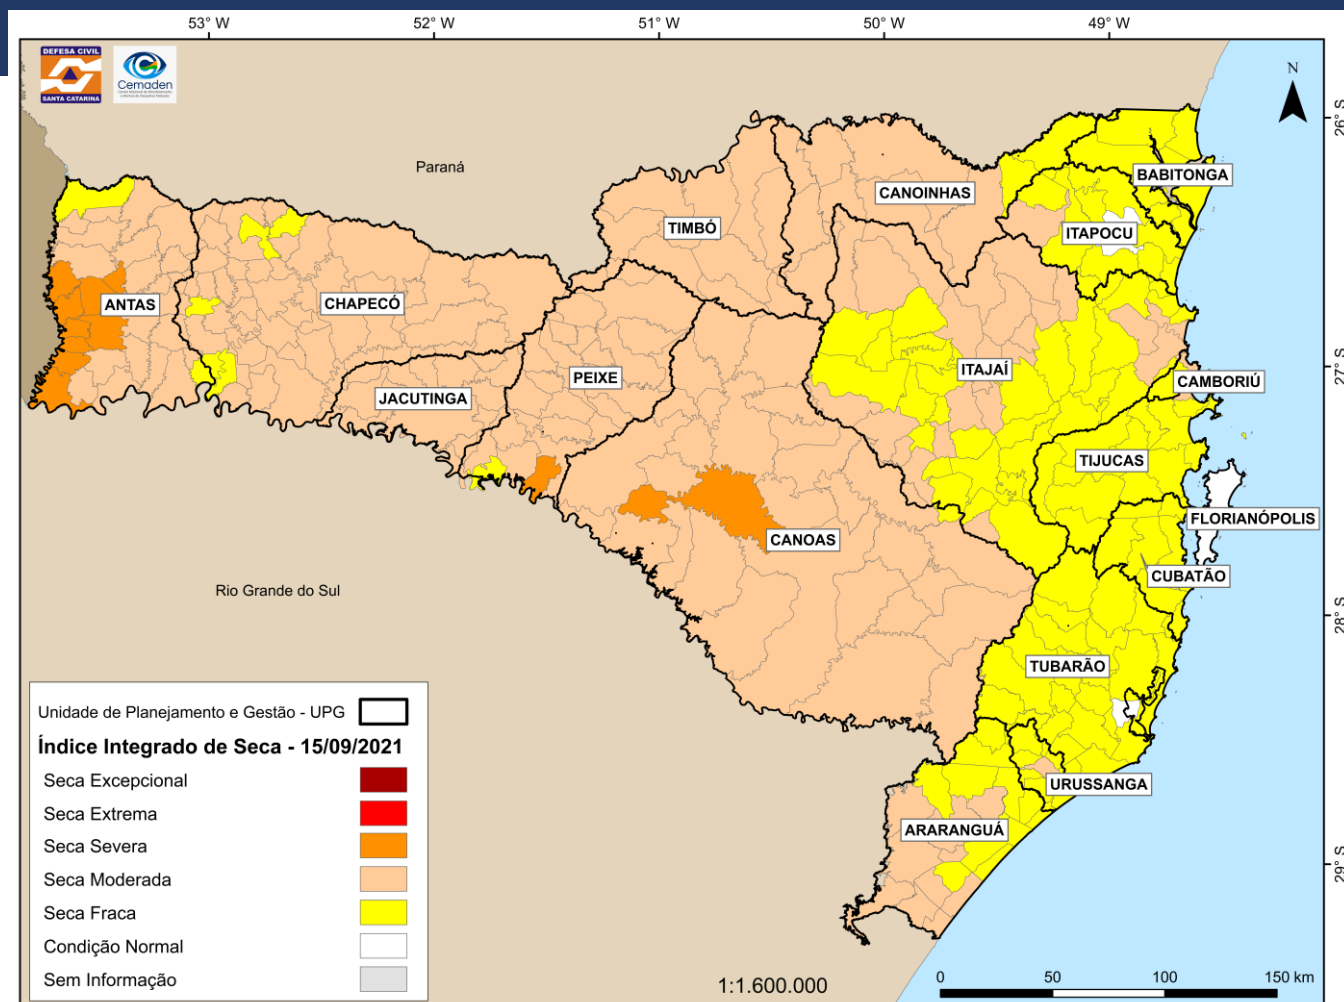 53° W
52° W
51° W
50° W
49° W
DEFESA CIVIL
SANTA CATARINA
Cemaden
N
26° S
Paraná
BABITONGA
CANOINHAS
TIMBÓ
ITAPOCU
ANTAS
CHAPECÓ
27° S
ITAJAÍ
PEIXE
CAMBORIÚ
JACUTINGA
TIJUCAS
FLORIANÓPOLIS
CANOAS
CUBATÃO
Rio Grande do Sul
28° S
TUBARÃO
URUSSANGA
ARARANGUÁ
29° S
Unidade de Planejamento e Gestão - UPG
Índice Integrado de Seca - 15/09/2021
Seca Excepcional
Seca Extrema
Seca Severa
Seca Moderada
Seca Fraca
Condição Normal
Sem Informação
1:1.600.000
0 50 100 150 km